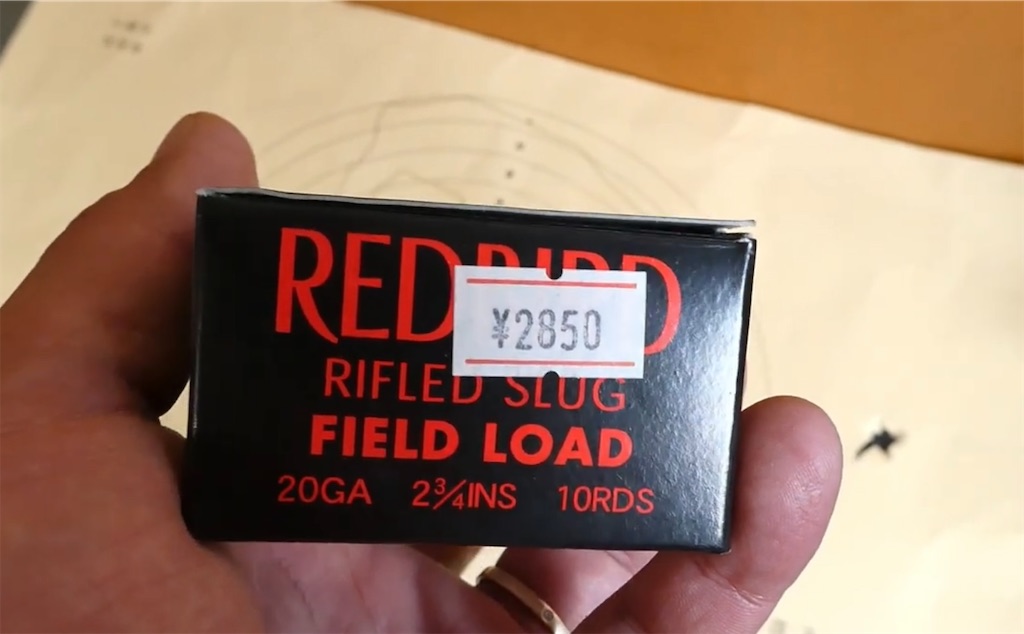 REDBIRD
¥2850
RIFLED SLUG
FIELD LOAD
20GA 2¾INS 10RDS